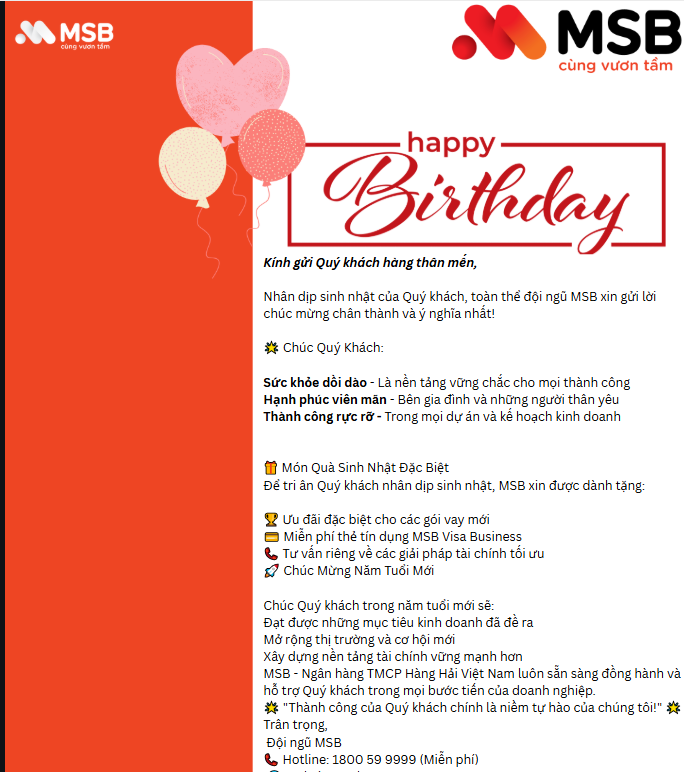 MSB
cùng vươn tầm
MSB
cùng vươn tầm
happy
Birthday
Kính gửi Quý khách hàng thân mến,
Nhân dịp sinh nhật của Quý khách, toàn thể đội ngũ MSB xin gửi lời
chúc mừng chân thành và ý nghĩa nhất!
🌟 Chúc Quý Khách:
Sức khỏe dồi dào - Là nền tảng vững chắc cho mọi thành công
Hạnh phúc viên mãn - Bên gia đình và những người thân yêu
Thành công rực rỡ - Trong mọi dự án và kế hoạch kinh doanh
🎁 Món Quà Sinh Nhật Đặc Biệt
Để tri ân Quý khách nhân dịp sinh nhật, MSB xin được dành tặng:
🏆 Ưu đãi đặc biệt cho các gói vay mới
💳 Miễn phí thẻ tín dụng MSB Visa Business
📞 Tư vấn riêng về các giải pháp tài chính tối ưu
🚀 Chúc Mừng Năm Tuổi Mới
Chúc Quý khách trong năm tuổi mới sẽ:
Đạt được những mục tiêu kinh doanh đã đề ra
Mở rộng thị trường và cơ hội mới
Xây dựng nền tảng tài chính vững mạnh hơn
MSB - Ngân hàng TMCP Hàng Hải Việt Nam luôn sẵn sàng đồng hành và
hỗ trợ Quý khách trong mọi bước tiến của doanh nghiệp.
🌟 "Thành công của Quý khách chính là niềm tự hào của chúng tôi!" 🌟
Trân trọng,
Đội ngũ MSB
📞 Hotline: 1800 59 9999 (Miễn phí)